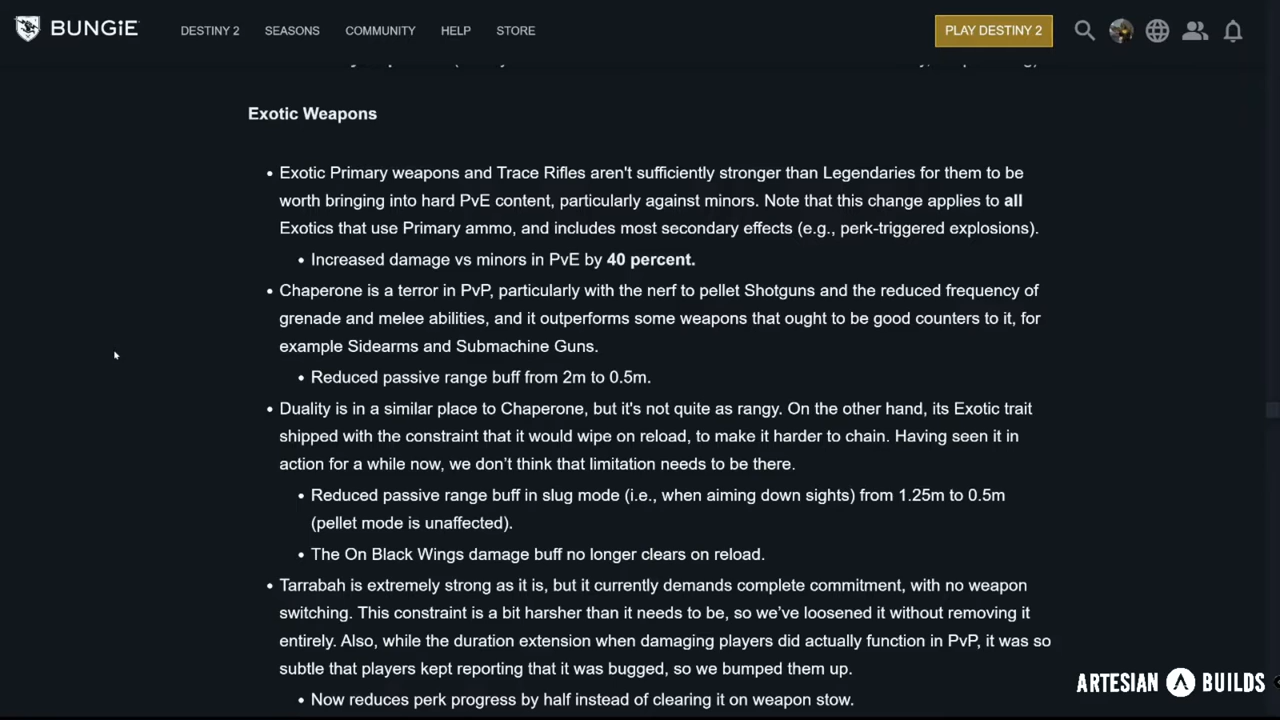 BUNGiE
DESTINY 2
SEASONS
COMMUNITY
HELP
STORE
PLAY DESTINY 2
Exotic Weapons
• Exotic Primary weapons and Trace Rifles aren't sufficiently stronger than Legendaries for them to be
worth bringing into hard PvE content, particularly against minors. Note that this change applies to all
Exotics that use Primary ammo, and includes most secondary effects (e.g., perk-triggered explosions).
• Increased damage vs minors in PvE by 40 percent.
• Chaperone is a terror in PvP, particularly with the nerf to pellet Shotguns and the reduced frequency of
grenade and melee abilities, and it outperforms some weapons that ought to be good counters to it, for
example Sidearms and Submachine Guns.
• Reduced passive range buff from 2m to 0.5m.
• Duality is in a similar place to Chaperone, but it's not quite as rangy. On the other hand, its Exotic trait
shipped with the constraint that it would wipe on reload, to make it harder to chain. Having seen it in
action for a while now, we don’t think that limitation needs to be there.
• Reduced passive range buff in slug mode (i.e., when aiming down sights) from 1.25m to 0.5m
(pellet mode is unaffected).
• The On Black Wings damage buff no longer clears on reload.
• Tarrabah is extremely strong as it is, but it currently demands complete commitment, with no weapon
switching. This constraint is a bit harsher than it needs to be, so we’ve loosened it without removing it
entirely. Also, while the duration extension when damaging players did actually function in PvP, it was so
subtle that players kept reporting that it was bugged, so we bumped them up.
• Now reduces perk progress by half instead of clearing it on weapon stow.
ARTESIAN BUILDS